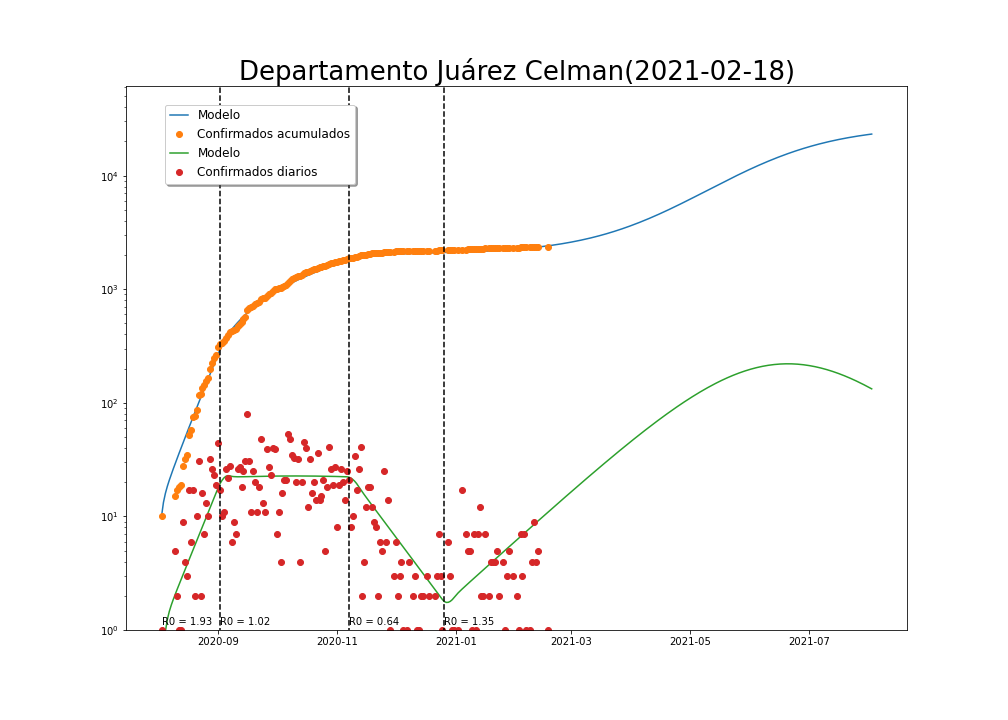 Departamento Juárez Celman(2021-02-18)
Modelo
Confirmados acumulados
Modelo
Confirmados diarios
10⁴
10³
10²
10¹
10⁰
R0 = 1.93 R0 = 1.02 R0 = 0.64 R0 = 1.35
2020-09 2020-11 2021-01 2021-03 2021-05 2021-07